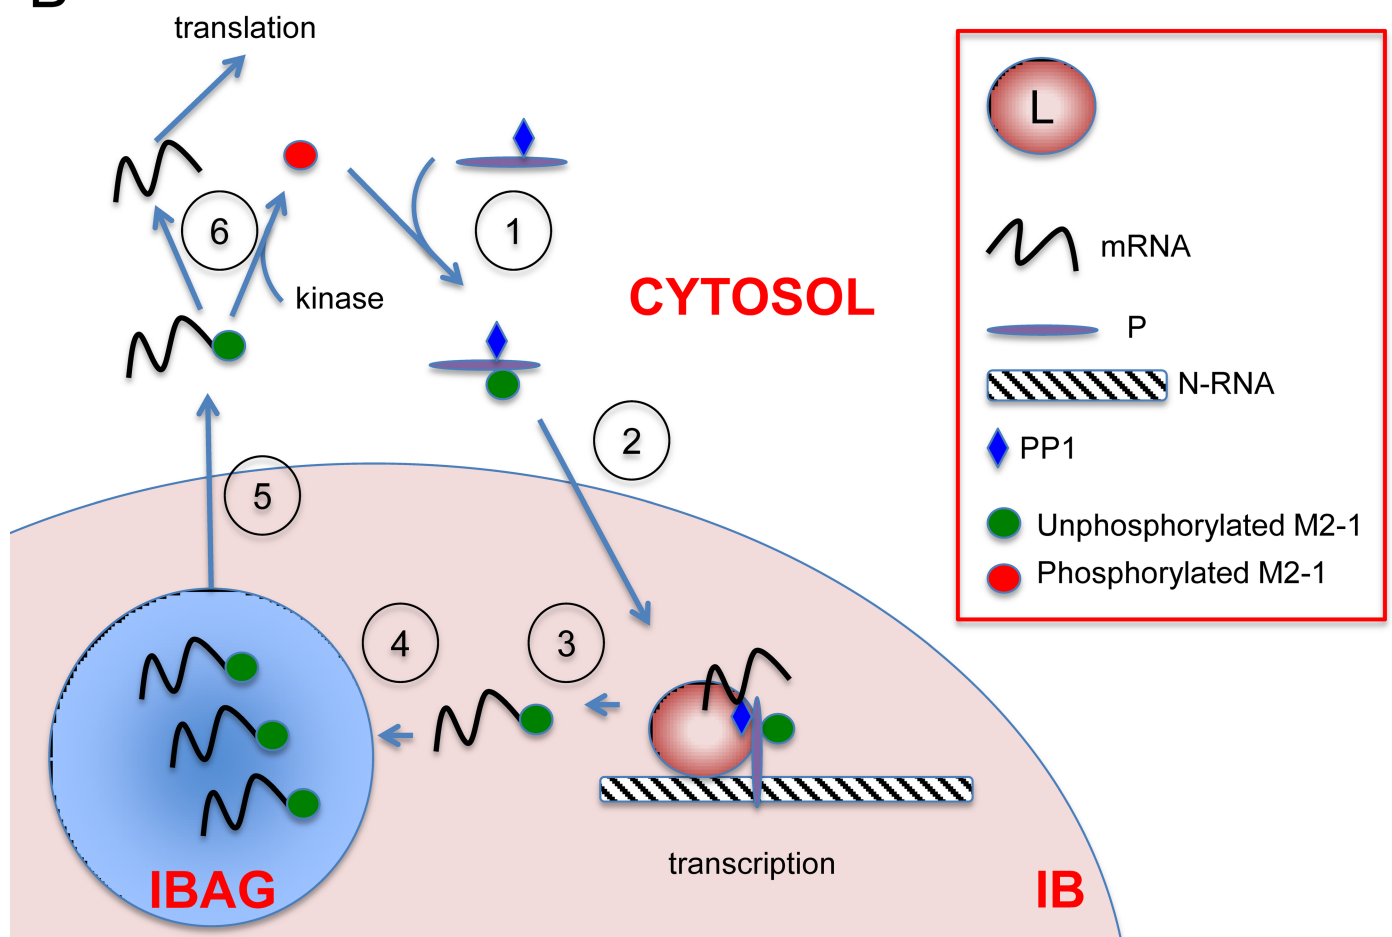 translation
L
6
1
mRNA
kinase
CYTOSOL
P
N-RNA
2
PP1
5
Unphosphorylated M2-1
Phosphorylated M2-1
4
3
transcription
IBAG
IB